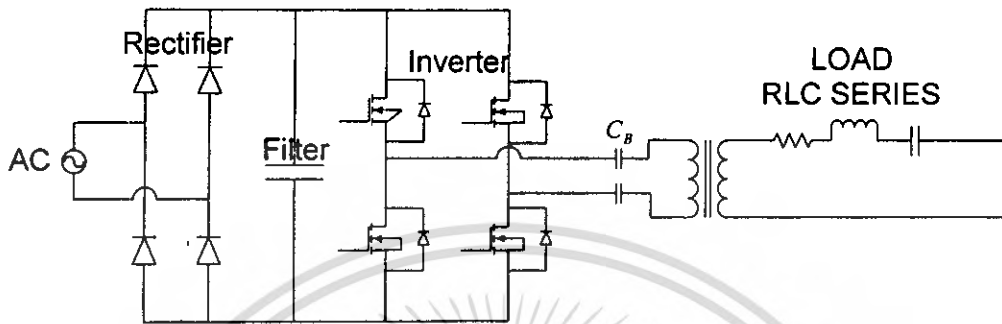 Rectifier
Inverter
LOAD
RLC SERIES
C_B
AC
Filter